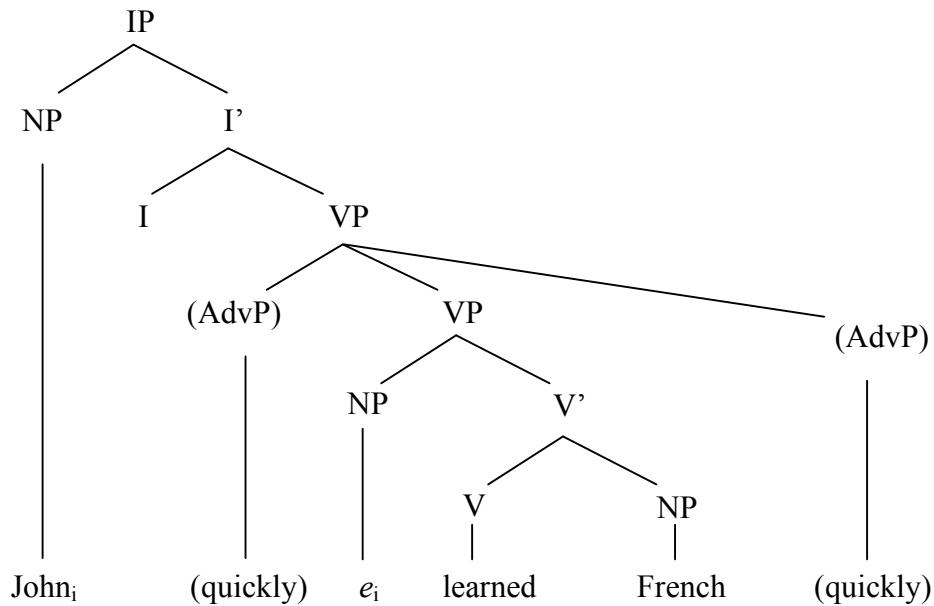 IP
NP I’
I VP
(AdvP) VP (AdvP)
NP V’
V NP
Johnᵢ (quickly) eᵢ learned French (quickly)